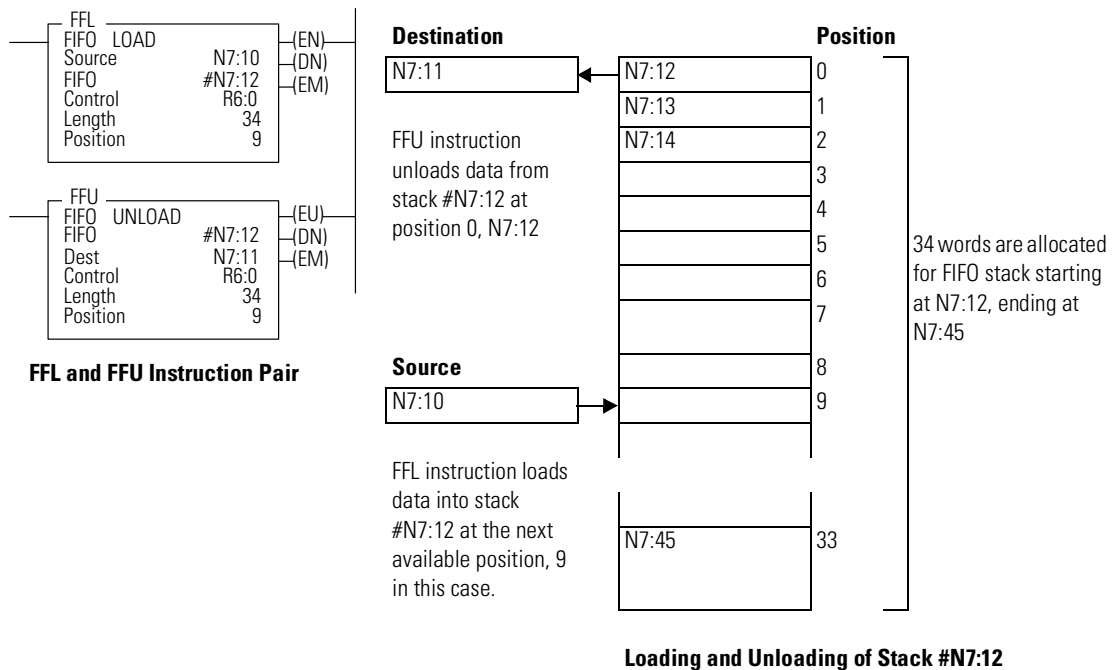 FFL
FIFO LOAD
Source N7:10
FIFO #N7:12
Control R6:0
Length 34
Position 9
(EN)
(DN)
(EM)
FFU
FIFO UNLOAD
FIFO #N7:12
Dest N7:11
Control R6:0
Length 34
Position 9
(EU)
(DN)
(EM)
FFL and FFU Instruction Pair
Destination
N7:11
FFU instruction
unloads data from
stack #N7:12 at
position 0, N7:12
Source
N7:10
FFL instruction loads
data into stack
#N7:12 at the next
available position, 9
in this case.
Position
N7:12 0
N7:13 1
N7:14 2
3
4
5
6
7
8
9
N7:45 33
34 words are allocated
for FIFO stack starting
at N7:12, ending at
N7:45
Loading and Unloading of Stack #N7:12